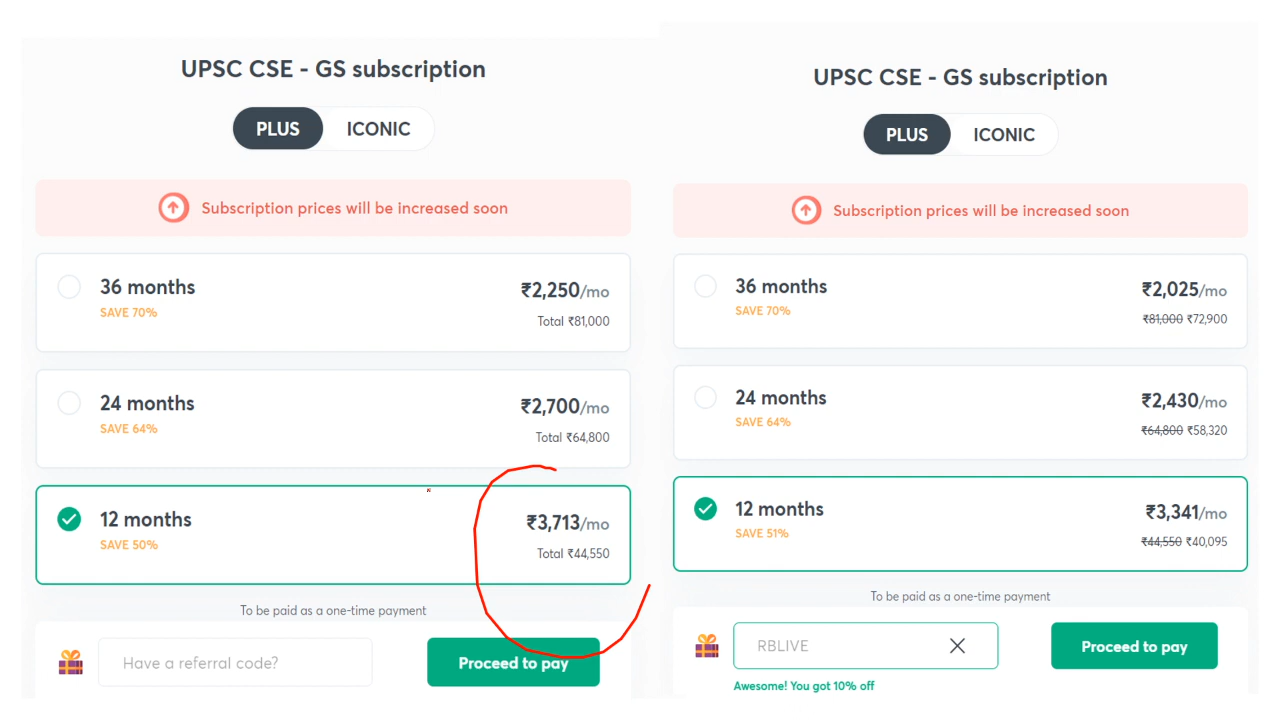 UPSC CSE - GS subscription
PLUS ICONIC
Subscription prices will be increased soon
36 months
₹2,250/mo
SAVE 70%
Total ₹81,000
24 months
₹2,700/mo
SAVE 64%
Total ₹64,800
12 months
₹3,713/mo
SAVE 50%
Total ₹44,550
To be paid as a one-time payment
Have a referral code?
Proceed to pay
UPSC CSE - GS subscription
PLUS ICONIC
Subscription prices will be increased soon
36 months
₹2,025/mo
SAVE 70%
₹81,000 ₹72,900
24 months
₹2,430/mo
SAVE 64%
₹64,800 ₹58,320
12 months
₹3,341/mo
SAVE 51%
₹44,550 ₹40,095
To be paid as a one-time payment
RBLIVE
Proceed to pay
Awesome! You got 10% off